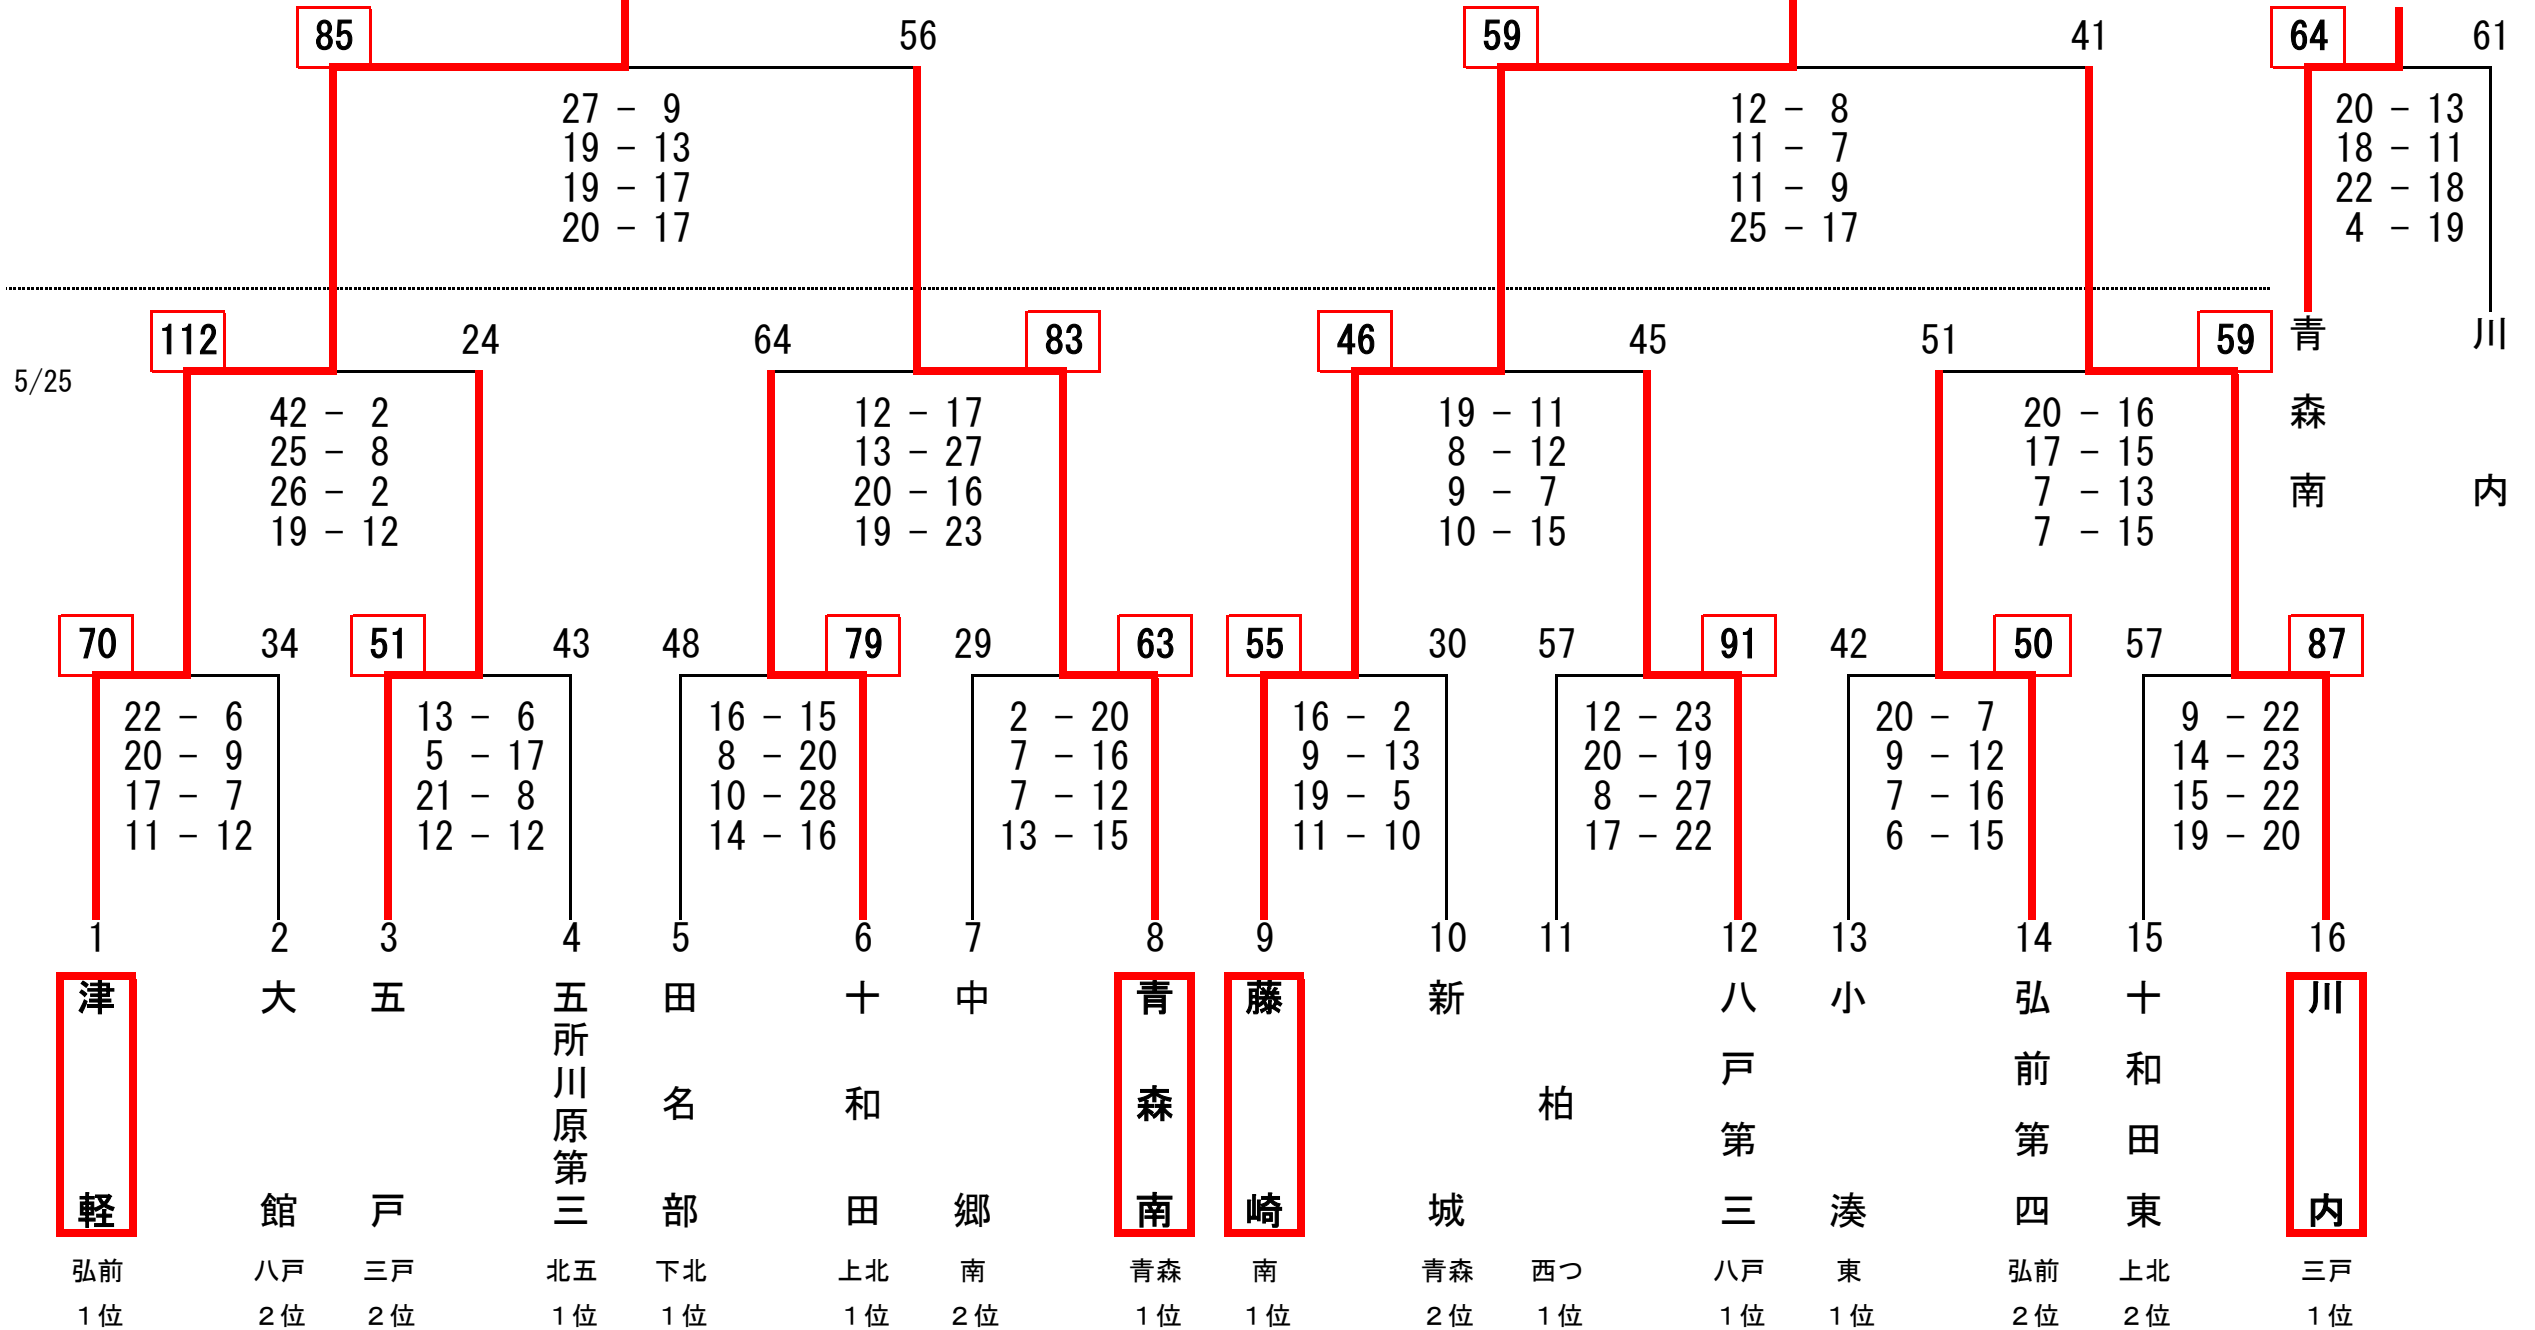 85 56 59 41 64 61
27 － 9 12 － 8 20 － 13
19 － 13 11 － 7 18 － 11
19 － 17 11 － 9 22 － 18
20 － 17 25 － 17 4 － 19
青森南 川内
112 24 64 83 46 45 51 59
5/25
42 － 2 12 － 17 19 － 11 20 － 16
25 － 8 13 － 27 8 － 12 17 － 15
26 － 2 20 － 16 9 － 7 7 － 13
19 － 12 19 － 23 10 － 15 7 － 15
70 34 51 43 48 79 29 63 55 30 57 91 42 50 57 87
22 － 6 13 － 6 16 － 15 2 － 20 16 － 2 12 － 23 20 － 7 9 － 22
20 － 9 5 － 17 8 － 20 7 － 16 9 － 13 20 － 19 9 － 12 14 － 23
17 － 7 21 － 8 10 － 28 7 － 12 19 － 5 8 － 27 7 － 16 15 － 22
11 － 12 12 － 12 14 － 16 13 － 15 11 － 10 17 － 22 6 － 15 19 － 20
1 2 3 4 5 6 7 8 9 10 11 12 13 14 15 16
津軽 大館 五戸 五所川原第三 田名部 十和田 中郷 青森南 藤崎 新城 柏 八戸第三 小湊 弘前第四 十和田東 川内
弘前 八戸 三戸 北五 下北 上北 南 青森 南 青森 西つ 八戸 東 弘前 上北 三戸
１位 ２位 ２位 １位 １位 １位 ２位 １位 １位 ２位 １位 １位 １位 ２位 ２位 １位